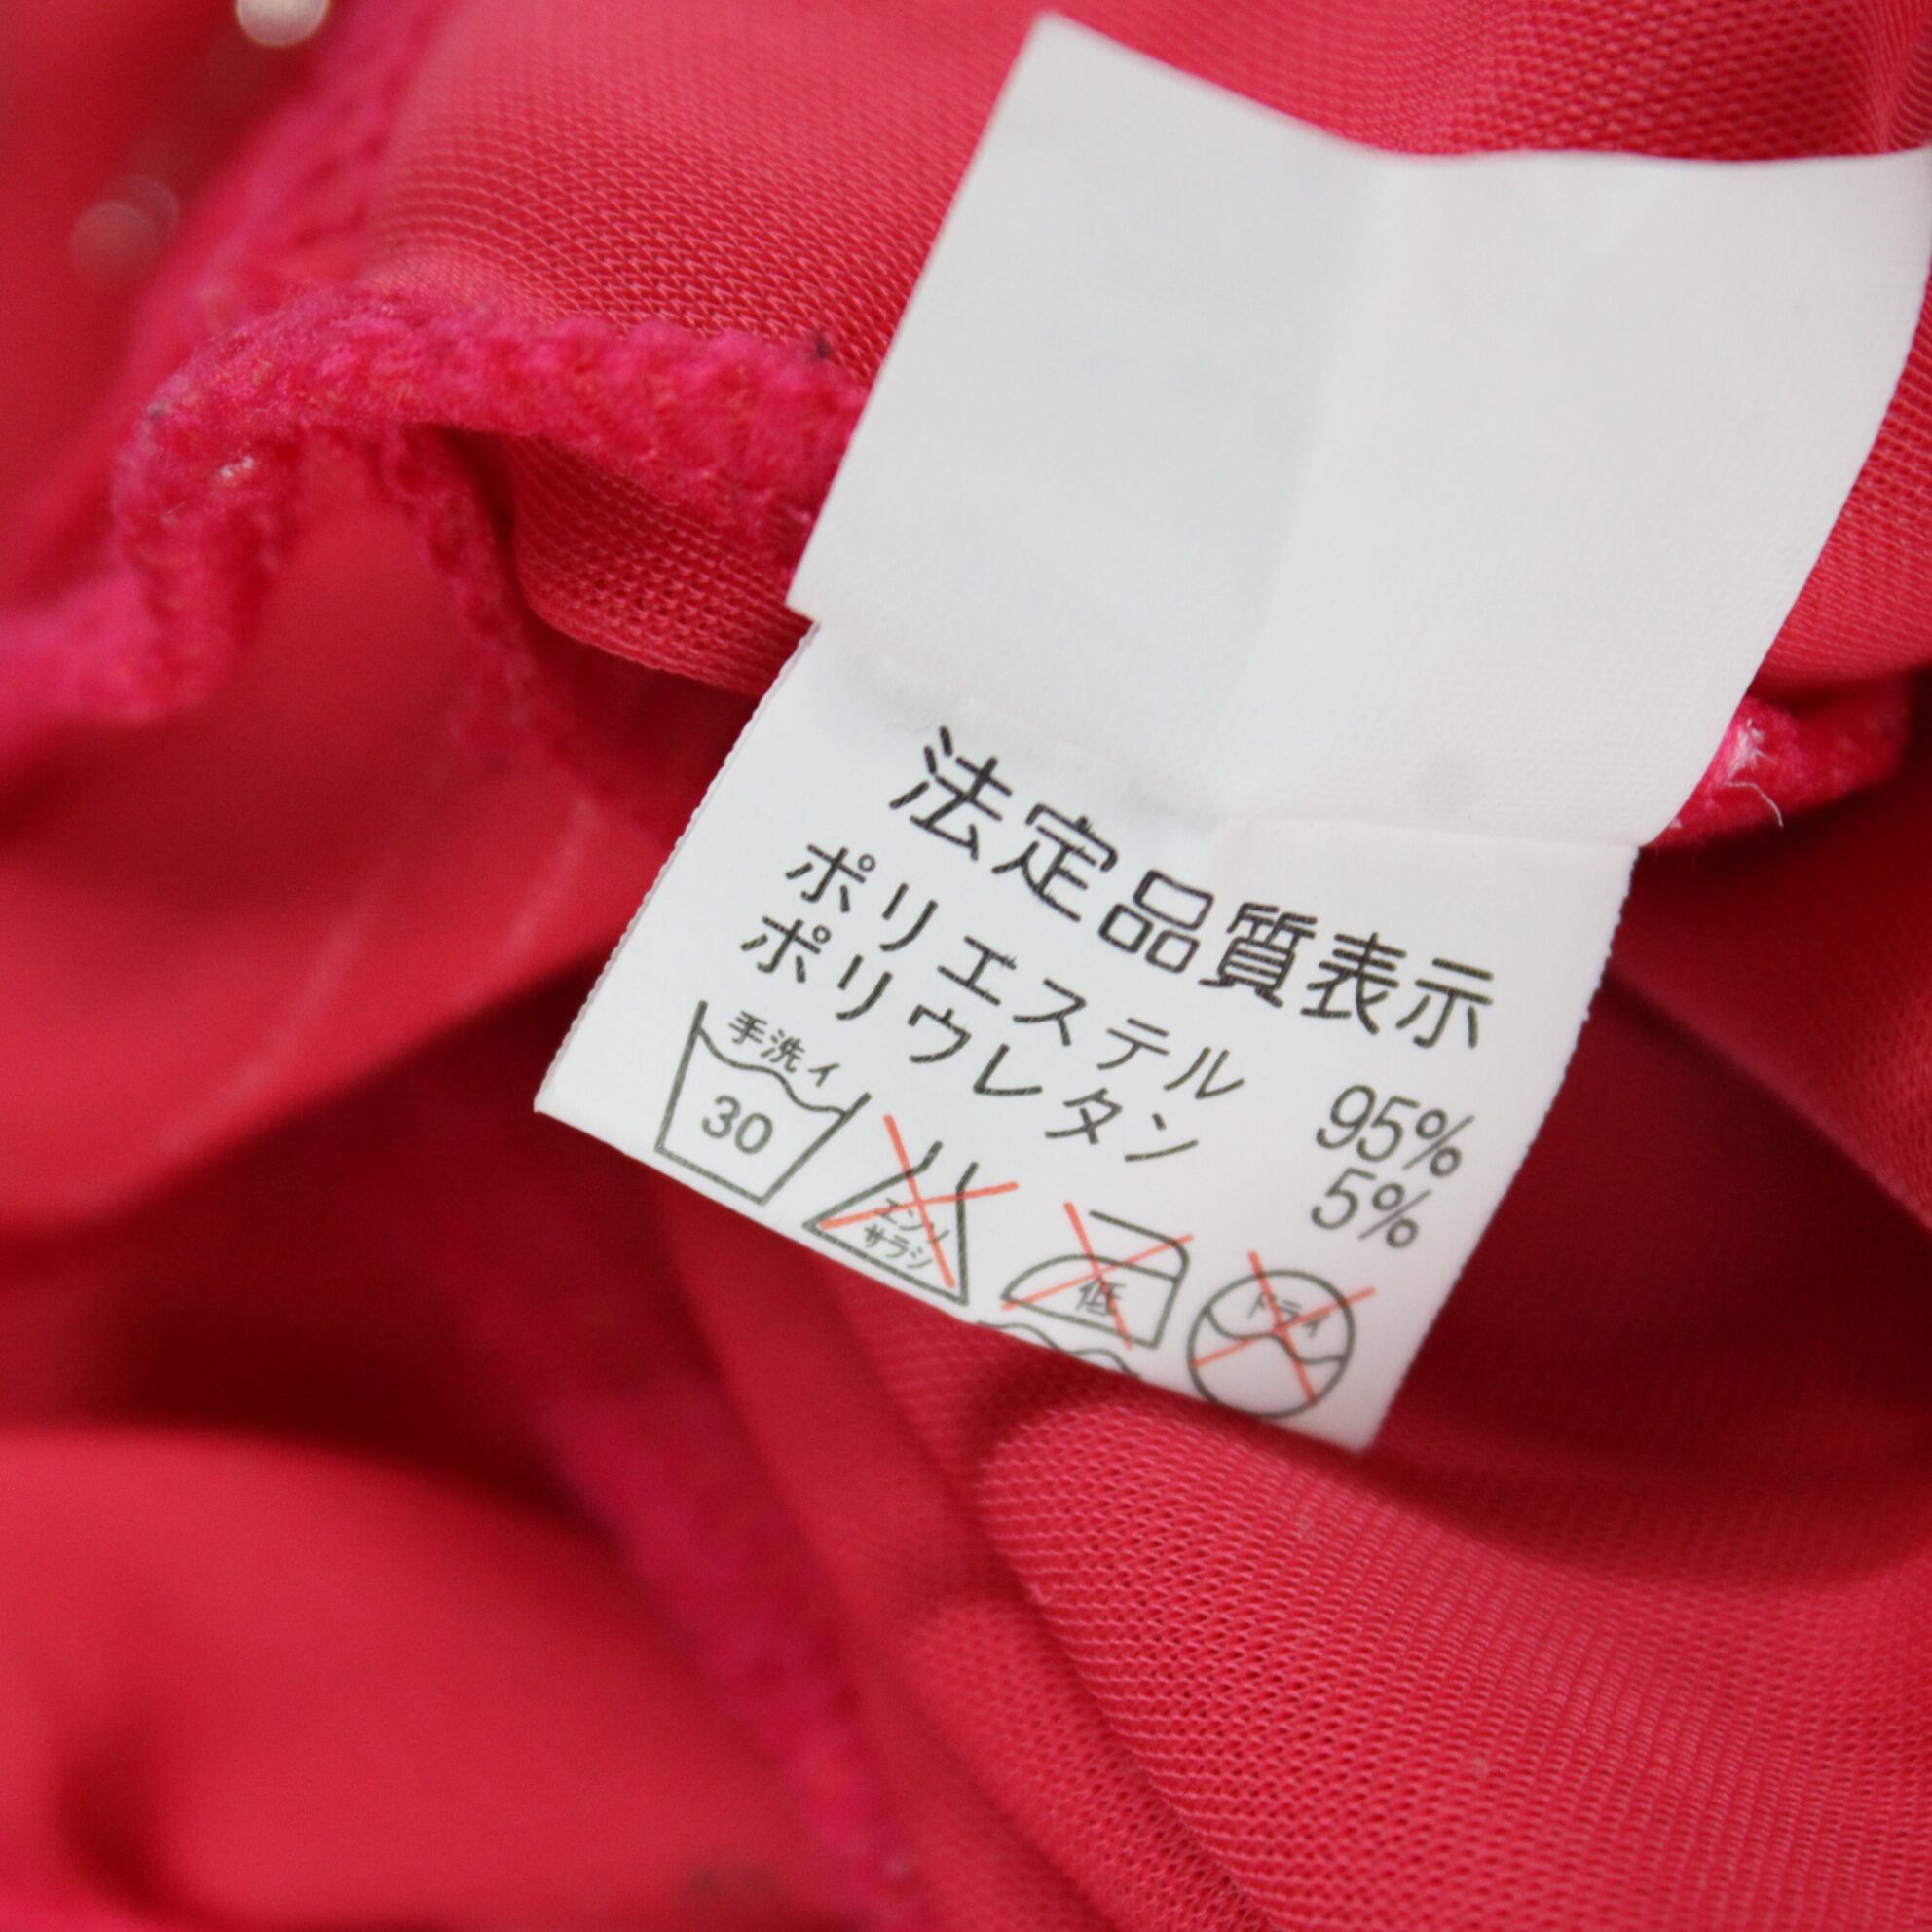 法定品質表示
ポリエステル 95%
ポリウレタン 5%
手洗イ
30
エンソ
サラシ
低
ドライ